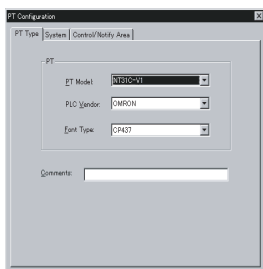 PT Configuration
PT Type System Control/Notify Area
PT
PT Model: NT31C-V1
PLC Vendor: OMRON
Font Type: CP437
Comments: